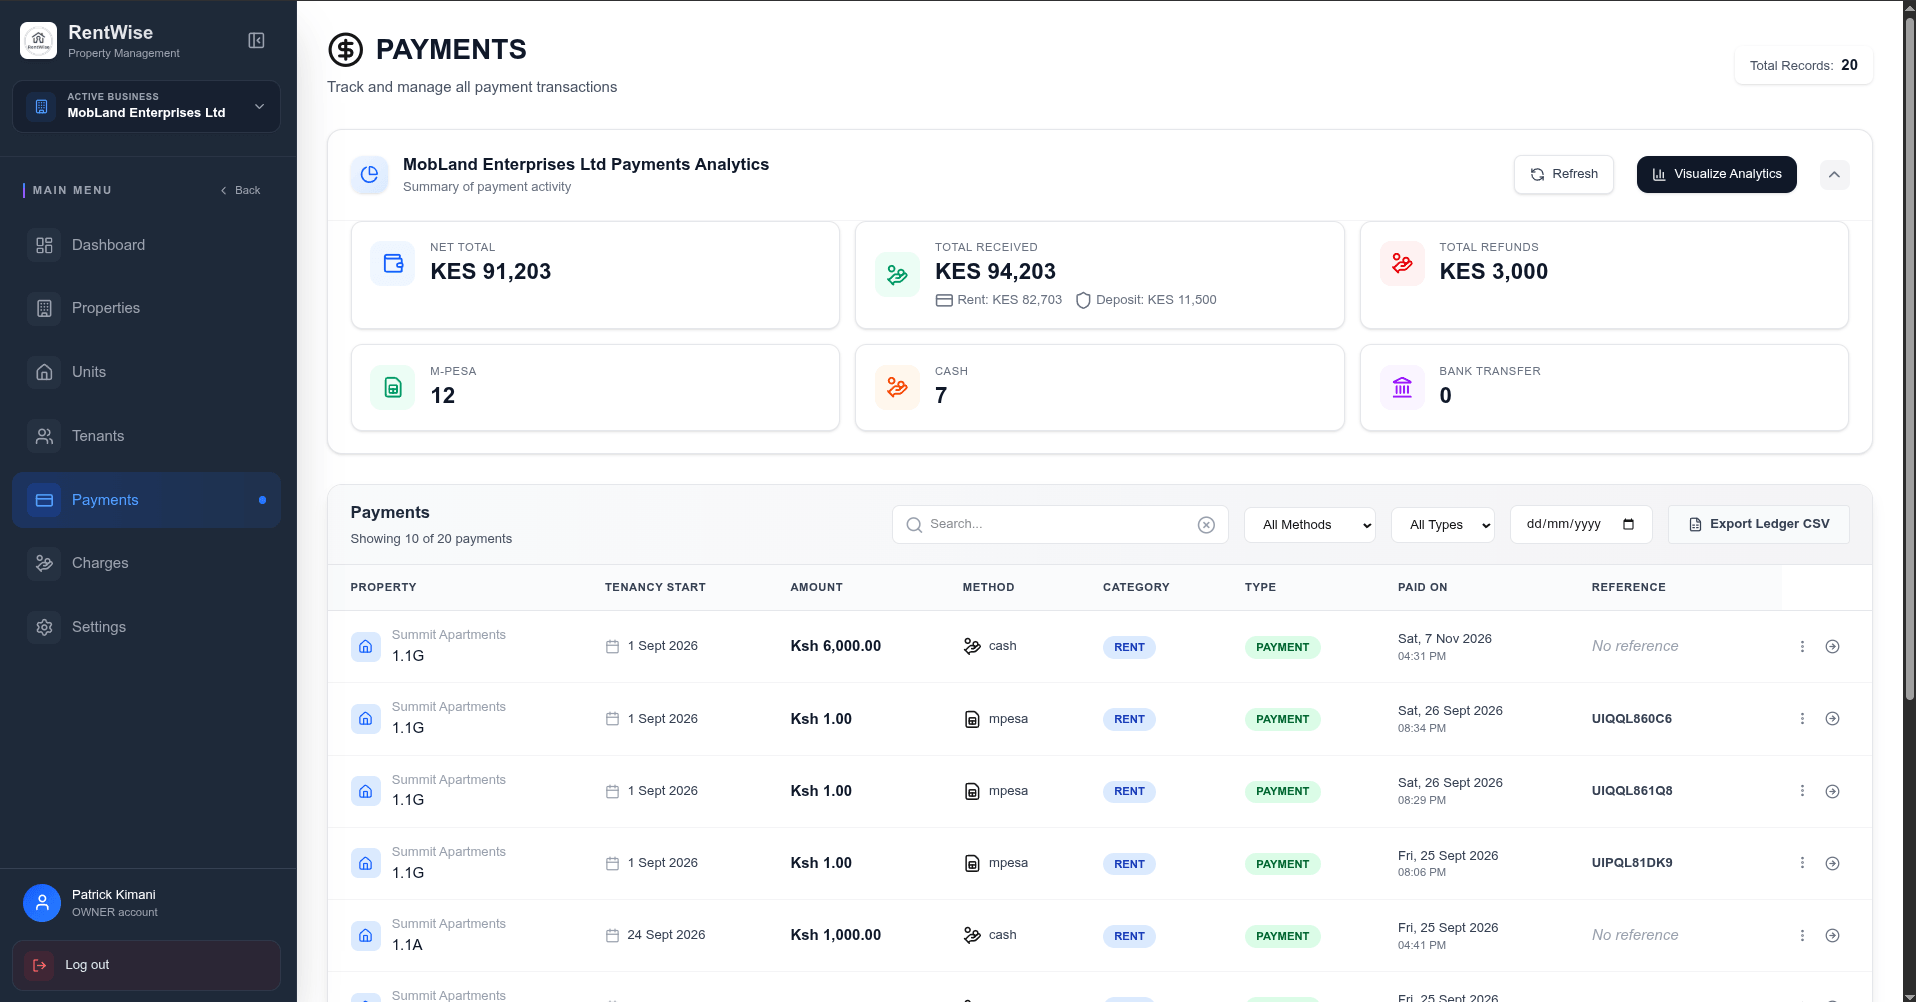 RentWise
Property Management
ACTIVE BUSINESS
MobLand Enterprises Ltd
MAIN MENU
Back
Dashboard
Properties
Units
Tenants
Payments
Charges
Settings
Patrick Kimani
OWNER account
Log out
PAYMENTS
Track and manage all payment transactions
Total Records: 20
MobLand Enterprises Ltd Payments Analytics
Summary of payment activity
Refresh
Visualize Analytics
NET TOTAL
KES 91,203
TOTAL RECEIVED
KES 94,203
Rent: KES 82,703 Deposit: KES 11,500
TOTAL REFUNDS
KES 3,000
M-PESA
12
CASH
7
BANK TRANSFER
0
Payments
Showing 10 of 20 payments
Search...
All Methods
All Types
dd/mm/yyyy
Export Ledger CSV
PROPERTY TENANCY START AMOUNT METHOD CATEGORY TYPE PAID ON REFERENCE
Summit Apartments
1.1G
1 Sept 2026
Ksh 6,000.00
cash
RENT
PAYMENT
Sat, 7 Nov 2026
04:31 PM
No reference
Summit Apartments
1.1G
1 Sept 2026
Ksh 1.00
mpesa
RENT
PAYMENT
Sat, 26 Sept 2026
08:34 PM
UIQQL860C6
Summit Apartments
1.1G
1 Sept 2026
Ksh 1.00
mpesa
RENT
PAYMENT
Sat, 26 Sept 2026
08:29 PM
UIQQL861Q8
Summit Apartments
1.1G
1 Sept 2026
Ksh 1.00
mpesa
RENT
PAYMENT
Fri, 25 Sept 2026
08:06 PM
UIPQL81DK9
Summit Apartments
1.1A
24 Sept 2026
Ksh 1,000.00
cash
RENT
PAYMENT
Fri, 25 Sept 2026
04:41 PM
No reference
Summit Apartments
Fri, 25 Sept 2026